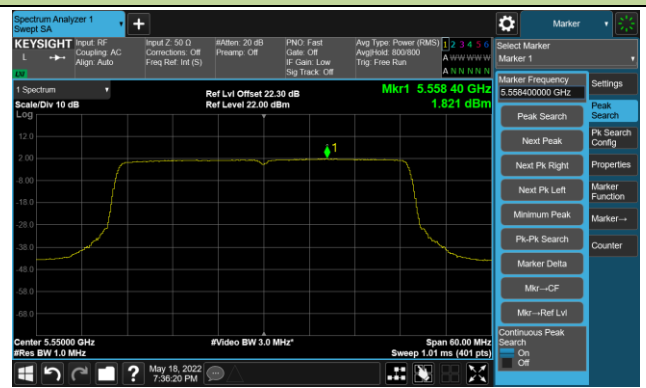 Spectrum Analyzer 1
Swept SA
+
Marker
KEYSIGHT
L
LW
Input: RF
Coupling: AC
Align: Auto
Input Z: 50 Ω
Corrections: Off
Freq Ref: Int (S)
#Atten: 20 dB
Preamp: Off
PNO: Fast
Gate: Off
IF Gain: Low
Sig Track: Off
Avg Type: Power (RMS)
Avg|Hold: 800/800
Trig: Free Run
1 2 3 4 5 6
A W W W W W
A N N N N N
Select Marker
Marker 1
1 Spectrum
Scale/Div 10 dB
Log
Ref Lvl Offset 22.30 dB
Ref Level 22.00 dBm
Mkr1 5.558 40 GHz
1.821 dBm
12.0
2.00
-8.00
-18.0
-28.0
-38.0
-48.0
-58.0
-68.0
1
Center 5.55000 GHz
#Res BW 1.0 MHz
#Video BW 3.0 MHz*
Span 60.00 MHz
Sweep 1.01 ms (401 pts)
Marker Frequency
5.558400000 GHz
Peak Search
Next Peak
Next Pk Right
Next Pk Left
Minimum Peak
Pk-Pk Search
Marker Delta
Mkr→CF
Mkr→Ref Lvl
Continuous Peak
Search
On
Off
Settings
Peak
Search
Pk Search
Config
Properties
Marker
Function
Marker→
Counter
?
May 18, 2022
7:36:20 PM